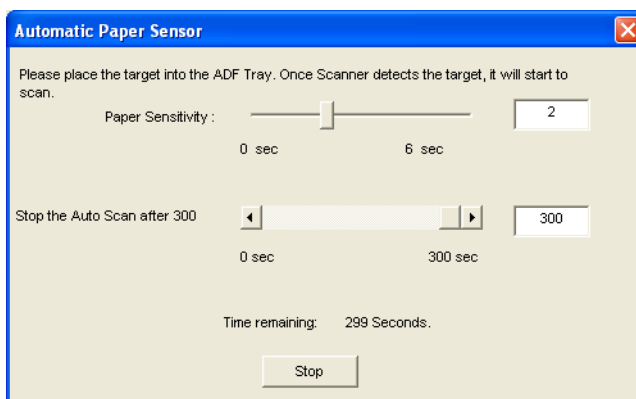 Automatic Paper Sensor
Please place the target into the ADF Tray. Once Scanner detects the target, it will start to
scan.
Paper Sensitivity : 2
0 sec 6 sec
Stop the Auto Scan after 300 300
0 sec 300 sec
Time remaining: 299 Seconds.
Stop